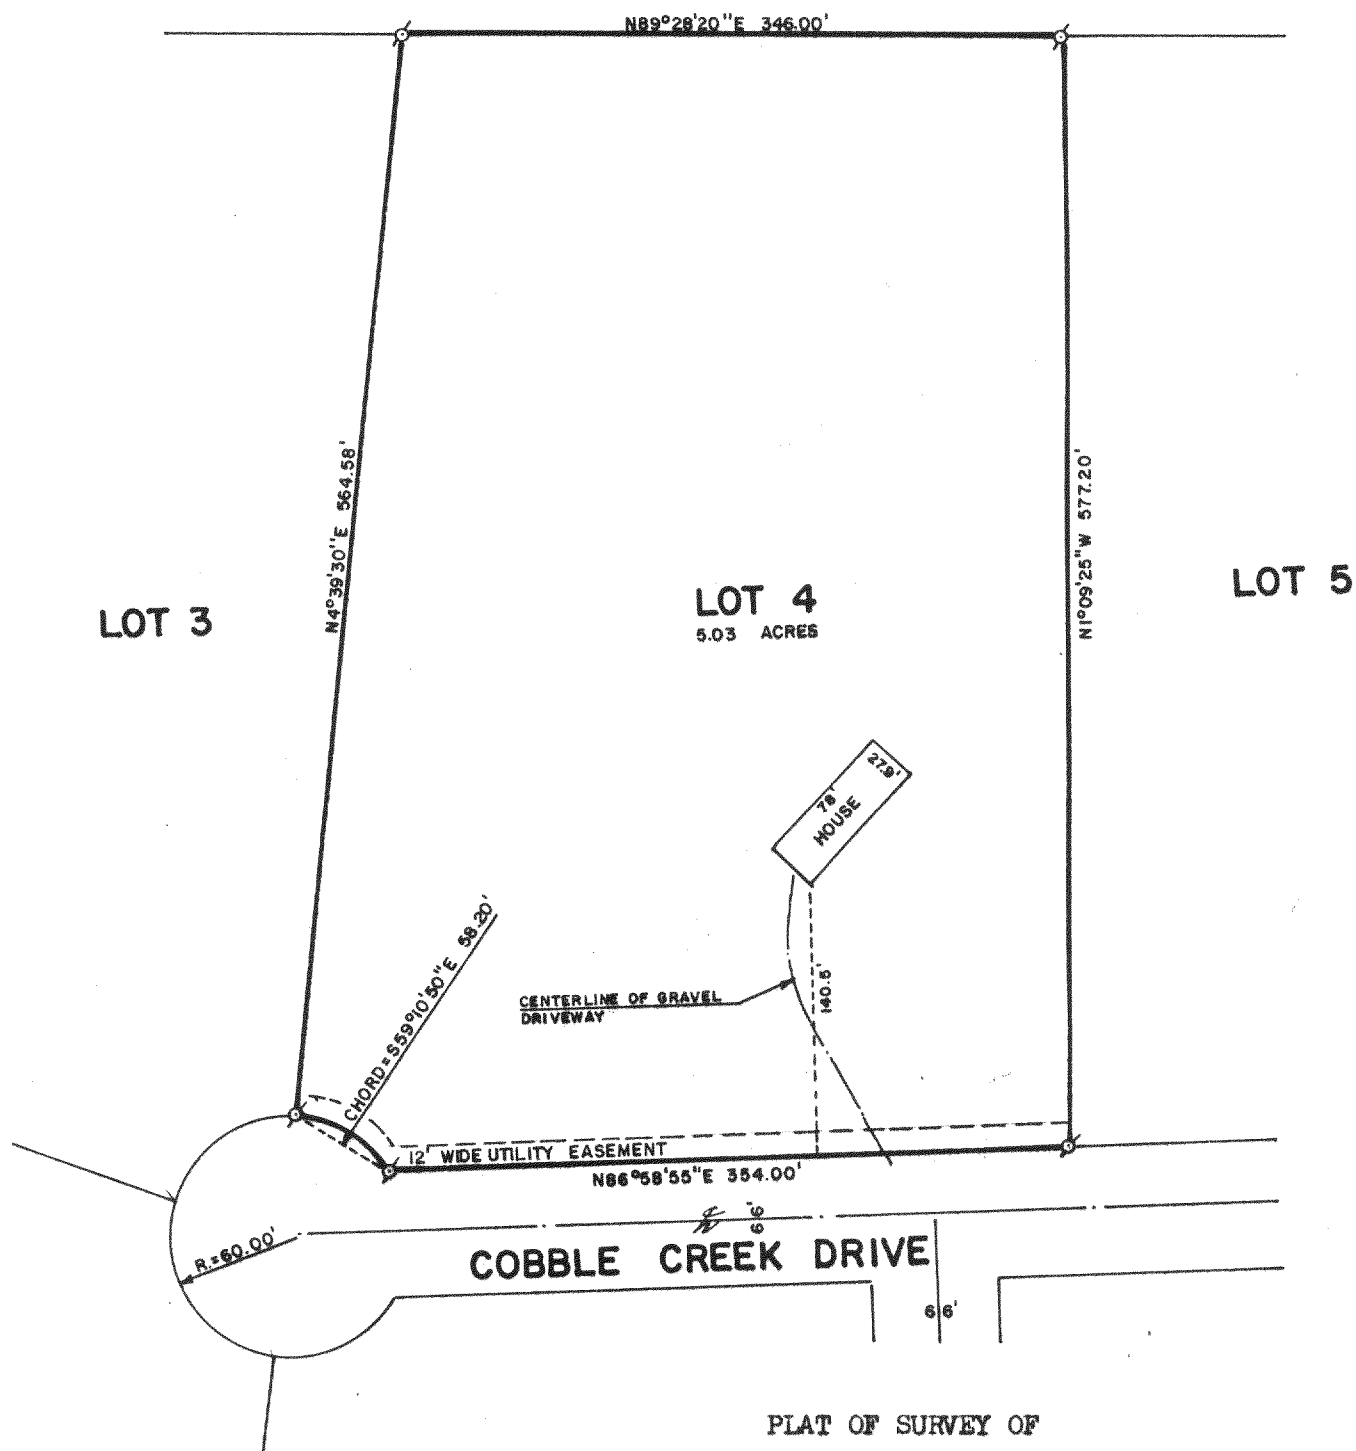 N89°28'20"E 346.00'
N4°39'30"E 564.58'
N1°09'25"W 577.20'
LOT 3
LOT 4
5.03 ACRES
LOT 5
27.9'
78'
HOUSE
CHORD=S59°10'50"E 58.20'
140.5'
CENTERLINE OF GRAVEL
DRIVEWAY
12' WIDE UTILITY EASEMENT
N86°58'55"E 354.00'
66'
R.=60.00'
COBBLE CREEK DRIVE
66'
PLAT OF SURVEY OF